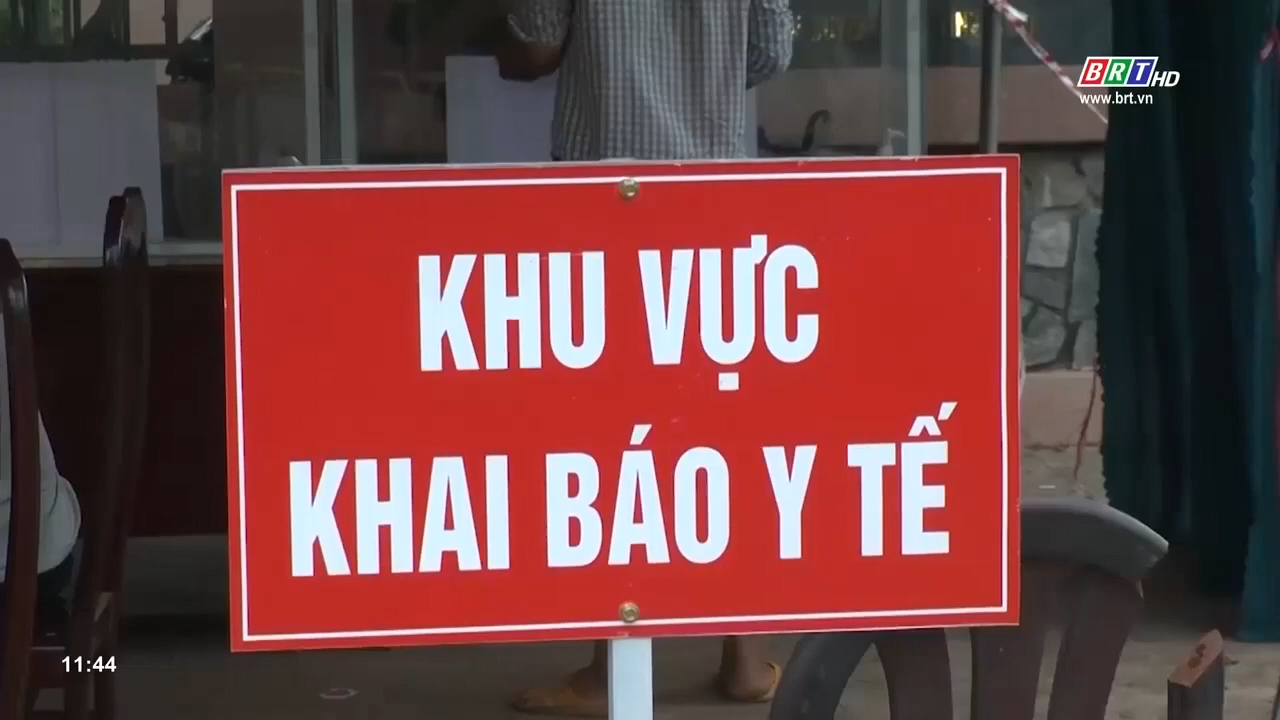 BRT HD
www.brt.vn
KHU VỰC
KHAI BÁO Y TẾ
11:44